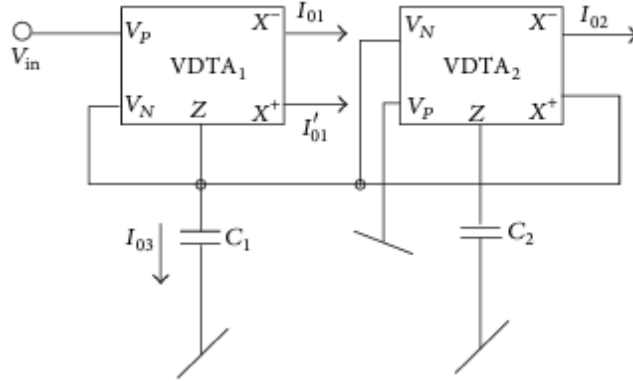 V_in
V_P
X^-
I_01
VDTA_1
V_N
Z
X^+
I'_01
V_N
X^-
I_02
VDTA_2
V_P
Z
X^+
I_03
C_1
C_2